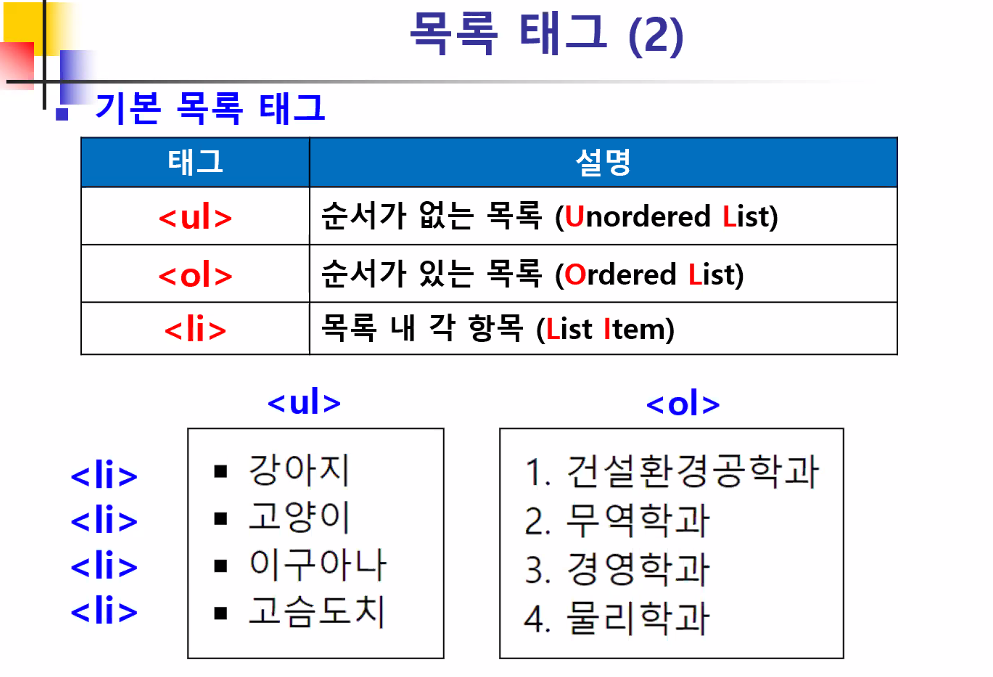 목록 태그 (2)
기본 목록 태그
태그 설명
<ul> 순서가 없는 목록 (Unordered List)
<ol> 순서가 있는 목록 (Ordered List)
<li> 목록 내 각 항목 (List Item)
<ul> <ol>
<li> ▪ 강아지 1. 건설환경공학과
<li> ▪ 고양이 2. 무역학과
<li> ▪ 이구아나 3. 경영학과
<li> ▪ 고슴도치 4. 물리학과